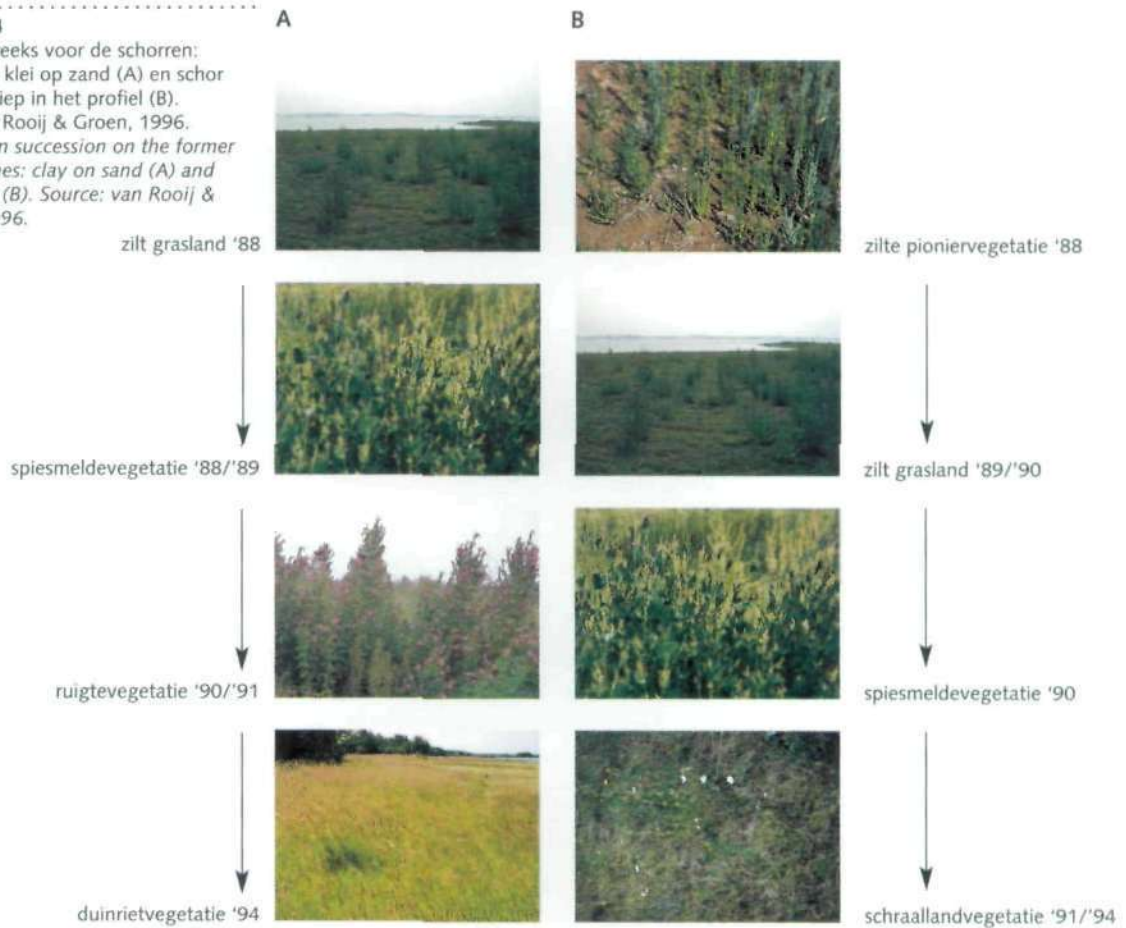 A
B
eeks voor de schorren:
klei op zand (A) en schor
iep in het profiel (B).
Rooij & Groen, 1996.
n succession on the former
es: clay on sand (A) and
(B). Source: van Rooij &
96.
zilt grasland '88
zilte pioniervegetatie '88
spiesmeldevegetatie '88/'89
zilt grasland '89/'90
ruigtevegetatie '90/'91
spiesmeldevegetatie '90
duinrietvegetatie '94
schraallandvegetatie '91/'94